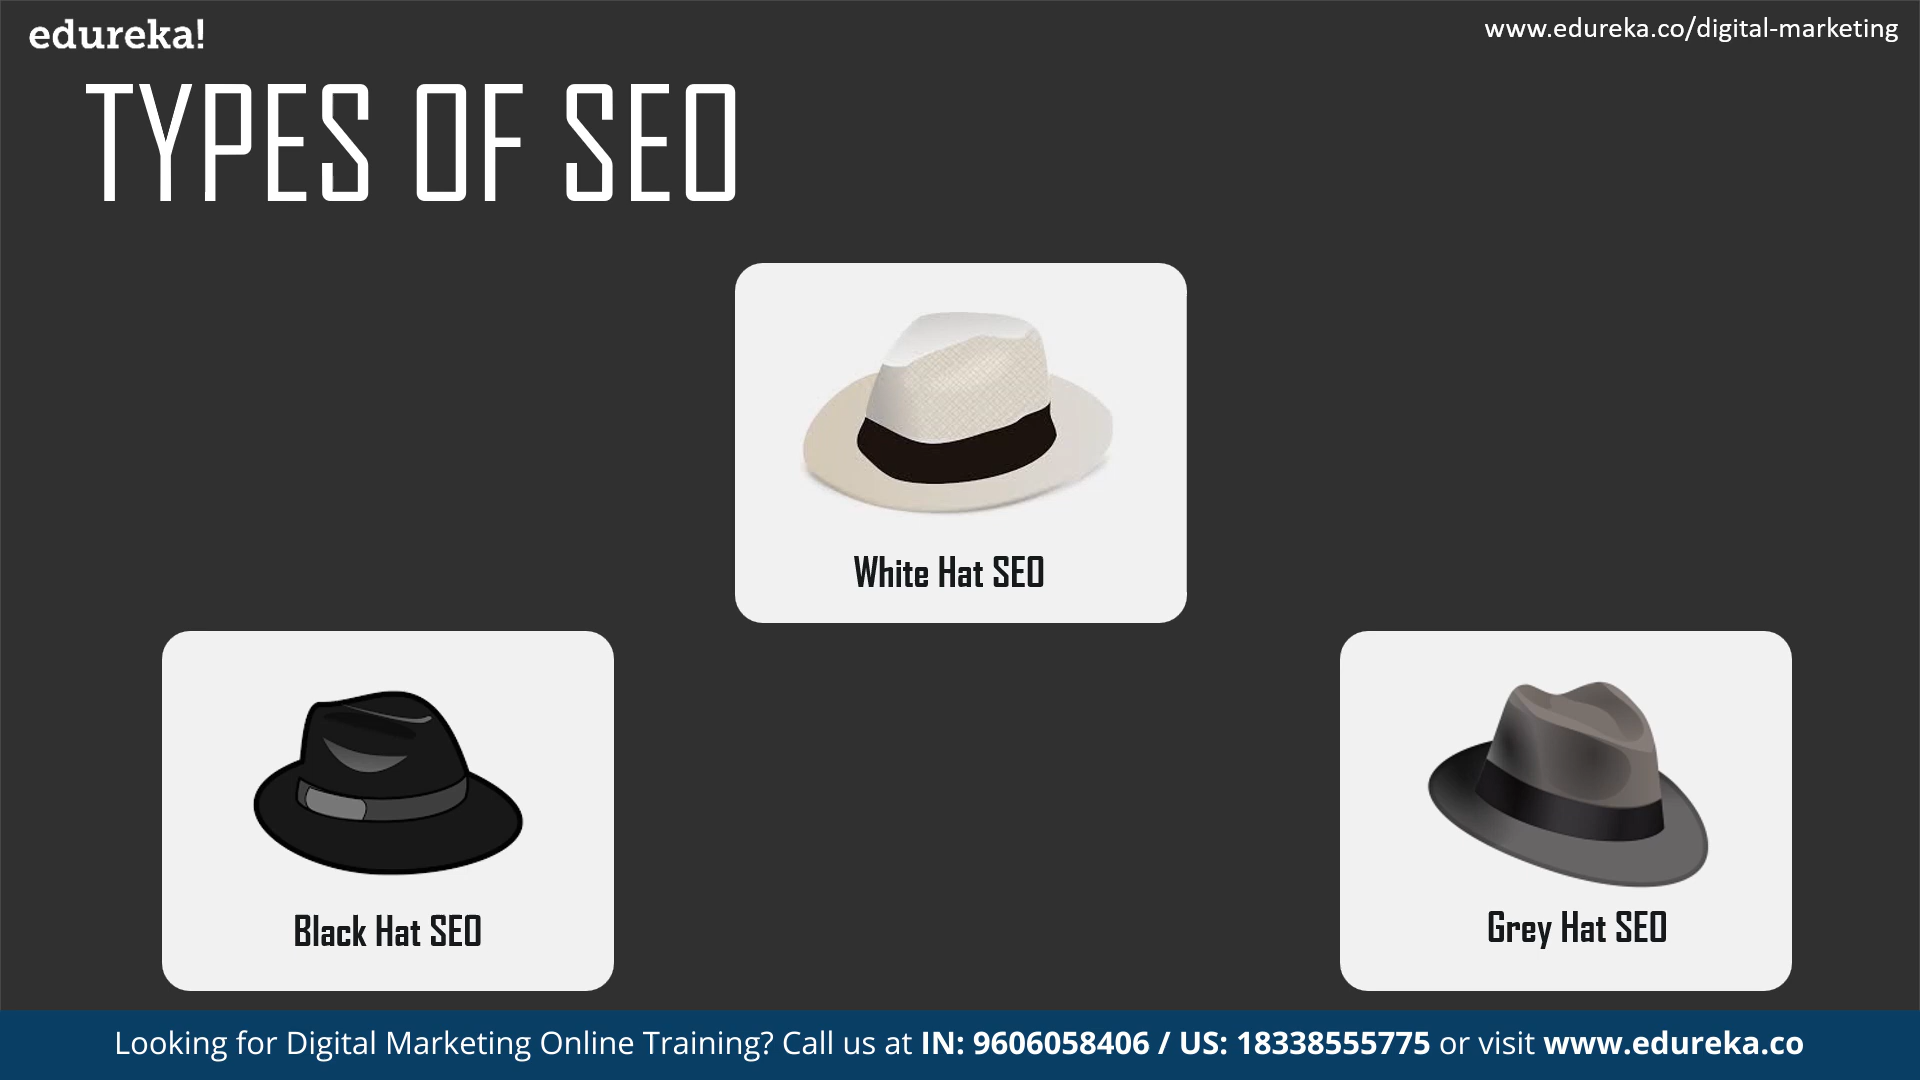 edureka!
www.edureka.co/digital-marketing
TYPES OF SEO
White Hat SEO
Black Hat SEO
Grey Hat SEO
Looking for Digital Marketing Online Training? Call us at IN: 9606058406 / US: 18338555775 or visit www.edureka.co